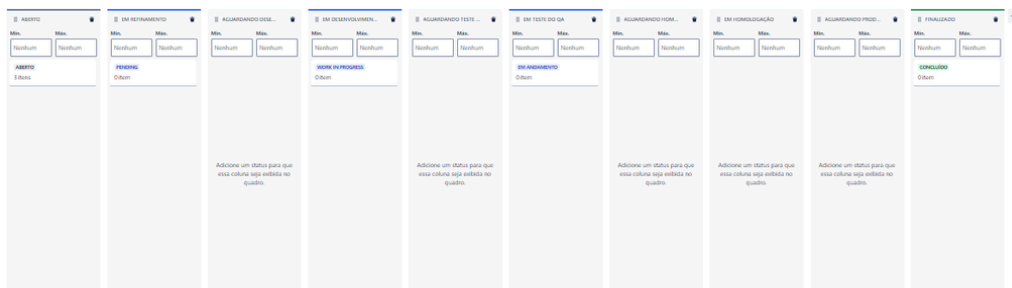 ABERTO
Min. Máx.
Nenhum Nenhum
ABERTO
3 itens
EM REFINAMENTO
Min. Máx.
Nenhum Nenhum
PENDING
0 item
AGUARDANDO DESE...
Min. Máx.
Nenhum Nenhum
Adicione um status para que
essa coluna seja exibida no
quadro.
EM DESENVOLVIMEN...
Min. Máx.
Nenhum Nenhum
WORK IN PROGRESS
0 item
AGUARDANDO TESTE ...
Min. Máx.
Nenhum Nenhum
Adicione um status para que
essa coluna seja exibida no
quadro.
EM TESTE DO QA
Min. Máx.
Nenhum Nenhum
EM ANDAMENTO
0 item
AGUARDANDO HOM...
Min. Máx.
Nenhum Nenhum
Adicione um status para que
essa coluna seja exibida no
quadro.
EM HOMOLOGAÇÃO
Min. Máx.
Nenhum Nenhum
Adicione um status para que
essa coluna seja exibida no
quadro.
AGUARDANDO PROD...
Min. Máx.
Nenhum Nenhum
Adicione um status para que
essa coluna seja exibida no
quadro.
FINALIZADO
Min. Máx.
Nenhum Nenhum
CONCLUÍDO
0 item